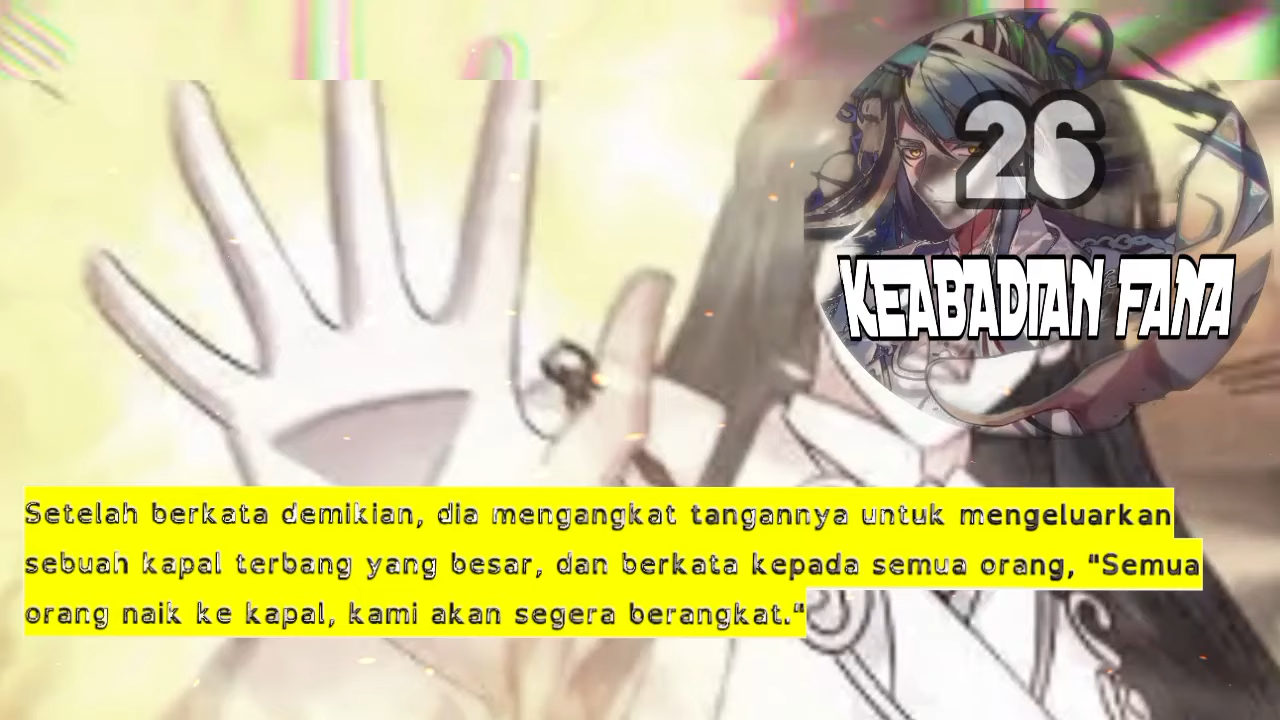 26
KEABADIAN FANA
Setelah berkata demikian, dia mengangkat tangannya untuk mengeluarkan
sebuah kapal terbang yang besar, dan berkata kepada semua orang, "Semua
orang naik ke kapal, kami akan segera berangkat."